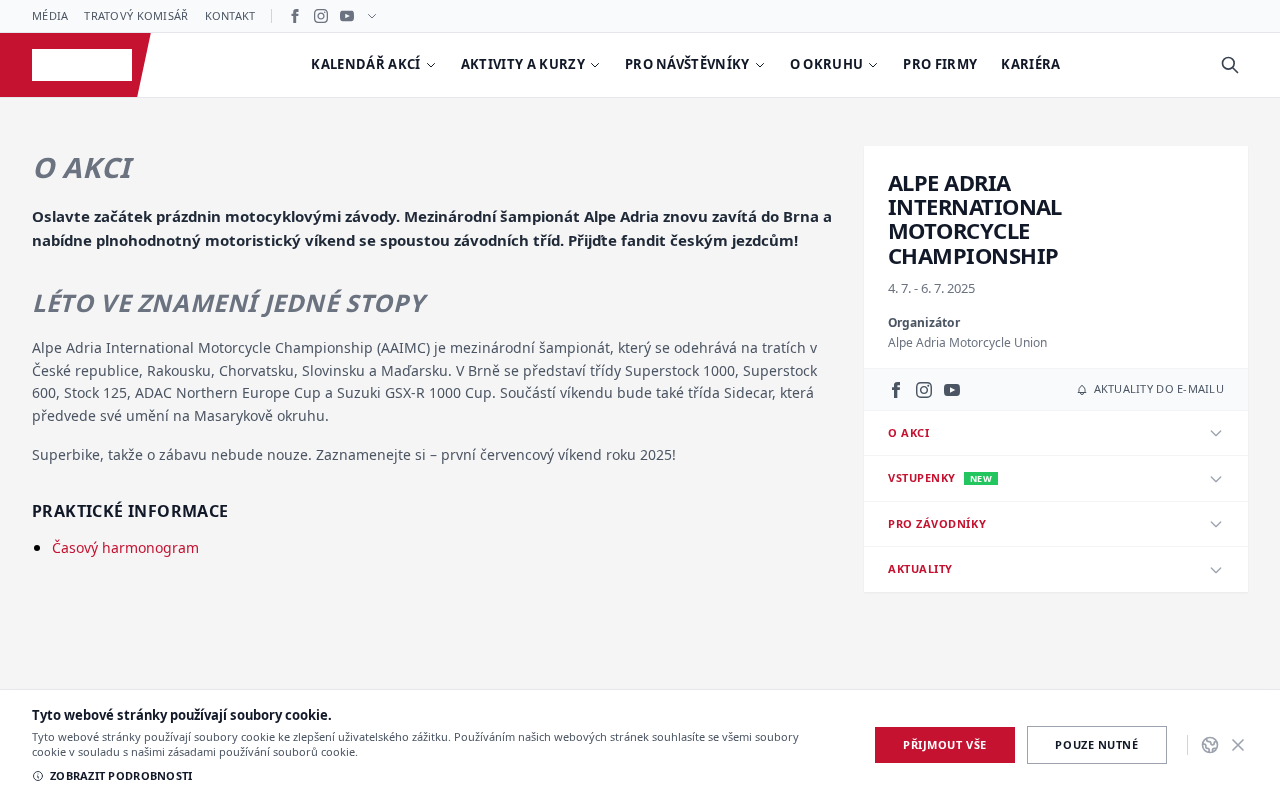 MÉDIA TRATOVÝ KOMISÁŘ KONTAKT
KALENDÁŘ AKCÍ AKTIVITY A KURZY PRO NÁVŠTĚVNÍKY O OKRUHU PRO FIRMY KARIÉRA
O AKCI
Oslavte začátek prázdnin motocyklovými závody. Mezinárodní šampionát Alpe Adria znovu zavítá do Brna a
nabídne plnohodnotný motoristický víkend se spoustou závodních tříd. Přijďte fandit českým jezdcům!
LÉTO VE ZNAMENÍ JEDNÉ STOPY
Alpe Adria International Motorcycle Championship (AAIMC) je mezinárodní šampionát, který se odehrává na tratích v
České republice, Rakousku, Chorvatsku, Slovinsku a Maďarsku. V Brně se představí třídy Superstock 1000, Superstock
600, Stock 125, ADAC Northern Europe Cup a Suzuki GSX-R 1000 Cup. Součástí víkendu bude také třída Sidecar, která
předvede své umění na Masarykově okruhu.
Superbike, takže o zábavu nebude nouze. Zaznamenejte si – první červencový víkend roku 2025!
PRAKTICKÉ INFORMACE
Časový harmonogram
ALPE ADRIA
INTERNATIONAL
MOTORCYCLE
CHAMPIONSHIP
4. 7. - 6. 7. 2025
Organizátor
Alpe Adria Motorcycle Union
AKTUALITY DO E-MAILU
O AKCI
VSTUPENKY NEW
PRO ZÁVODNÍKY
AKTUALITY
Tyto webové stránky používají soubory cookie.
Tyto webové stránky používají soubory cookie ke zlepšení uživatelského zážitku. Používáním našich webových stránek souhlasíte se všemi soubory
cookie v souladu s našimi zásadami používání souborů cookie.
ZOBRAZIT PODROBNOSTI
PŘIJMOUT VŠE POUZE NUTNÉ